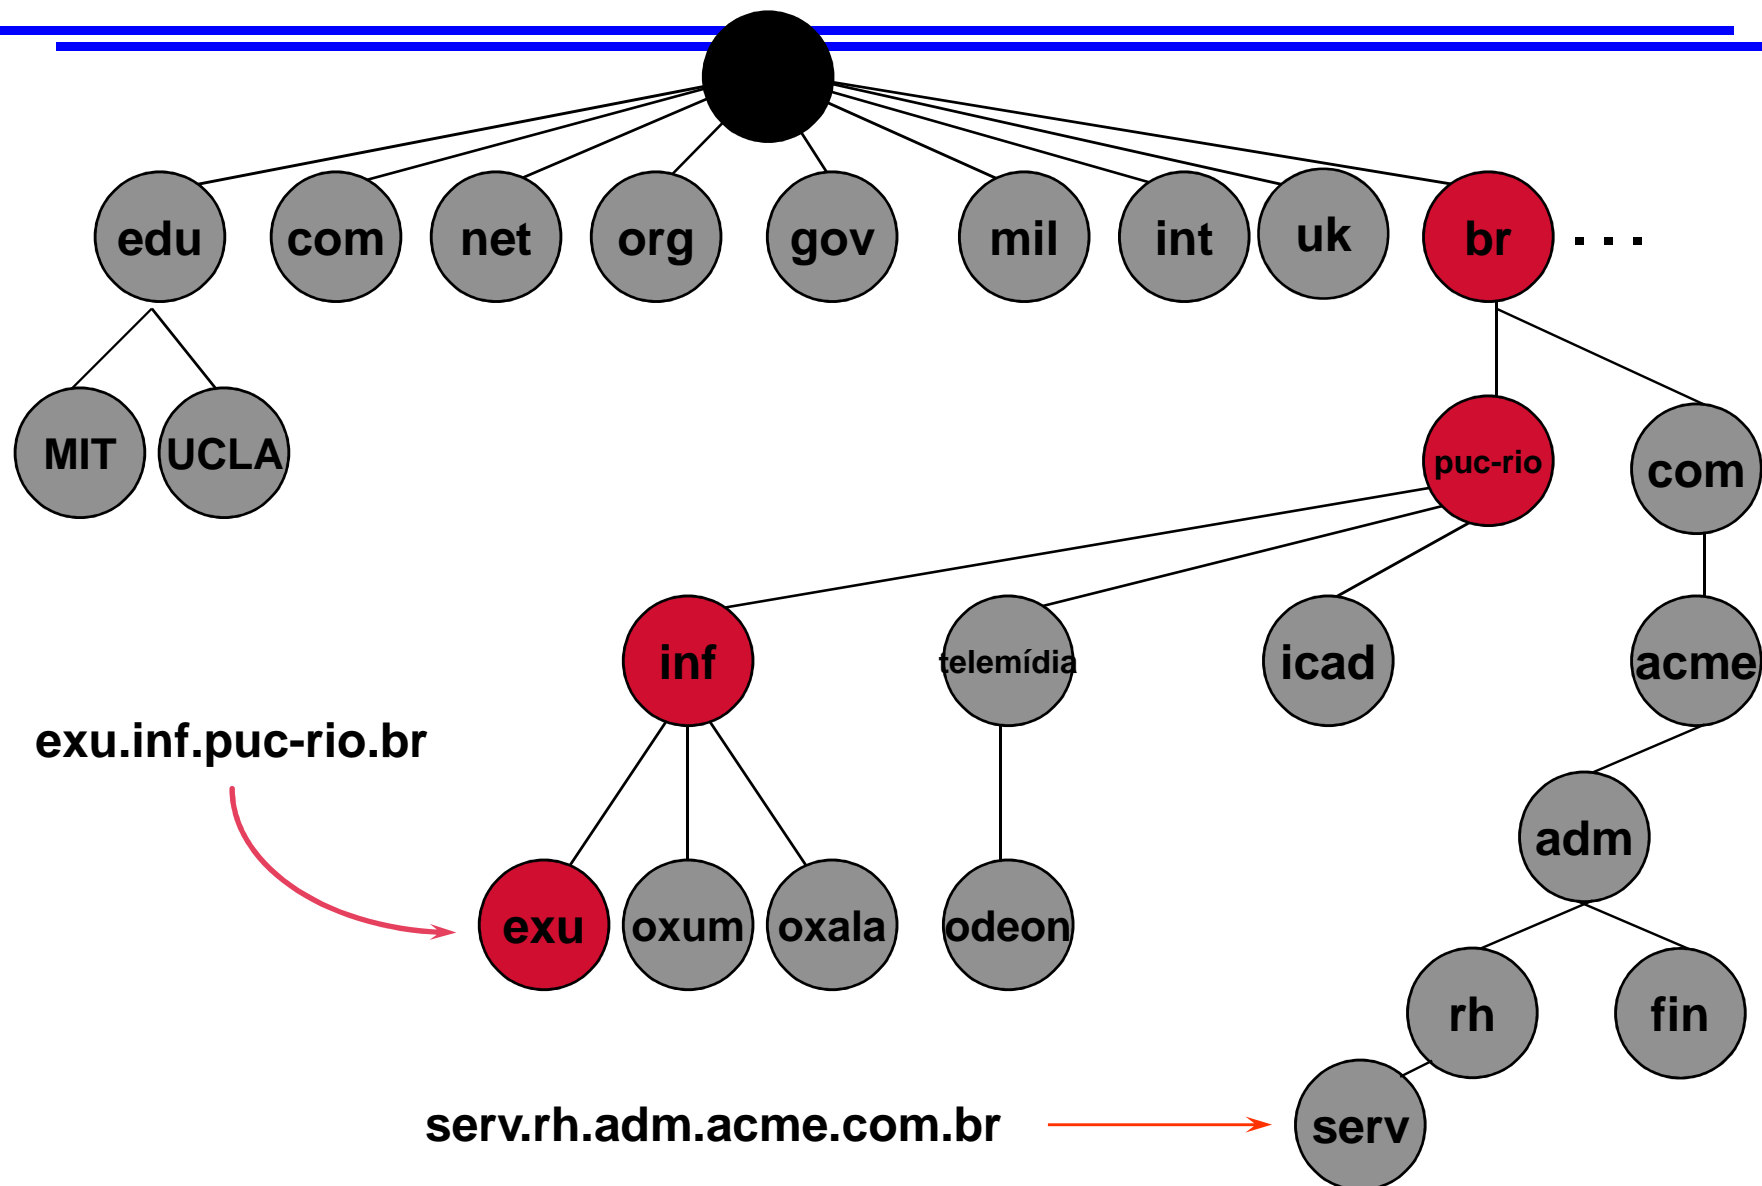 edu com net org gov mil int uk br ...
MIT UCLA puc-rio com
inf telemídia icad acme
exu.inf.puc-rio.br
adm
exu oxum oxala odeon
rh fin
serv.rh.adm.acme.com.br serv